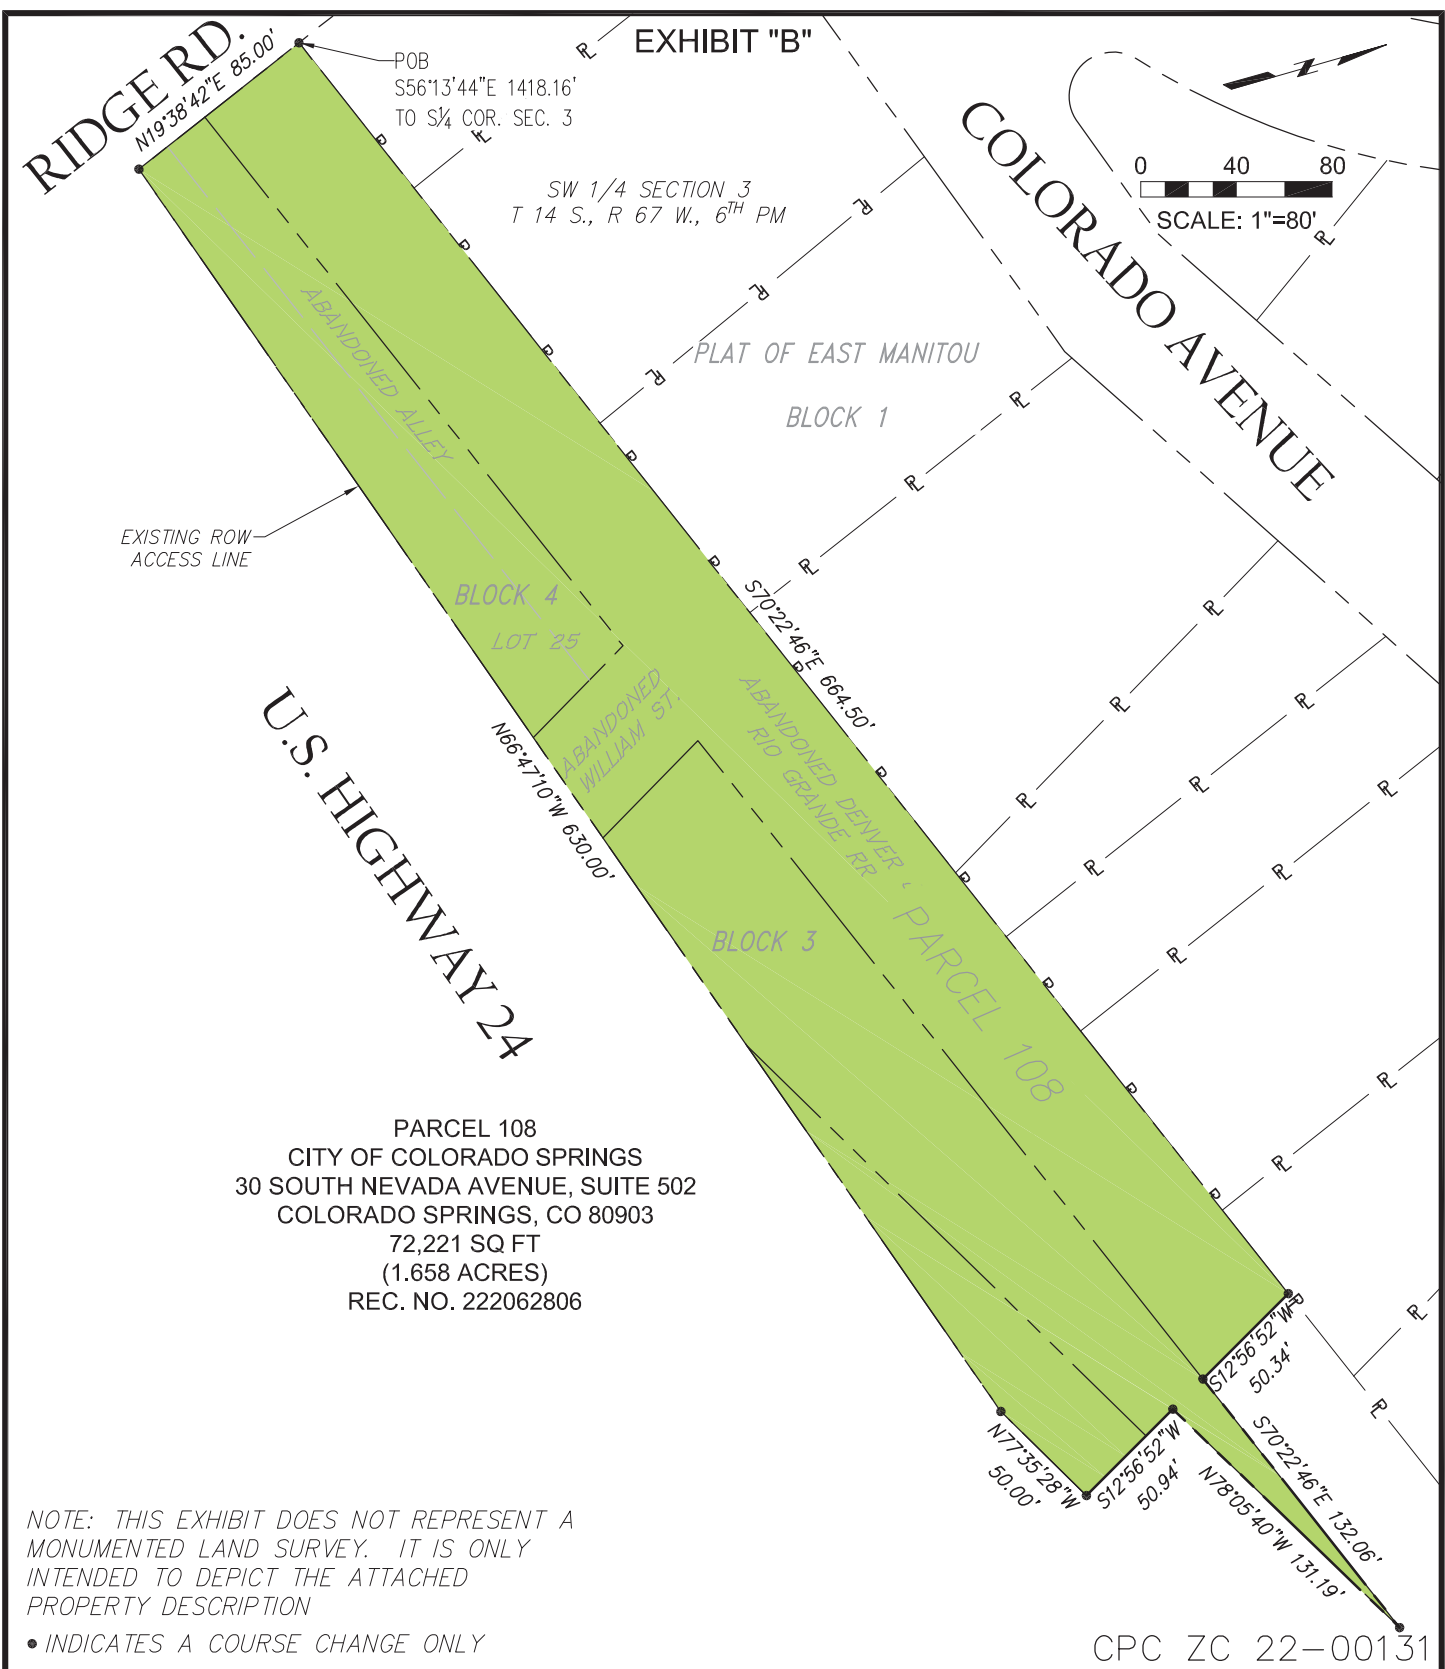 EXHIBIT "B"
RIDGE RD.
N19°38'42"E 85.00'
POB
S56°13'44"E 1418.16'
TO S¼ COR. SEC. 3
SW 1/4 SECTION 3
T 14 S., R 67 W., 6TH PM
N
0 40 80
SCALE: 1"=80'
COLORADO AVENUE
PLAT OF EAST MANITOU
BLOCK 1
ABANDONED ALLEY
EXISTING ROW
ACCESS LINE
BLOCK 4
LOT 25
S70°22'46"E 664.50'
ABANDONED
WILLIAM ST.
ABANDONED DENVER &
RIO GRANDE RR
N66°47'10"W 630.00'
U.S. HIGHWAY 24
BLOCK 3
PARCEL 108
PARCEL 108
CITY OF COLORADO SPRINGS
30 SOUTH NEVADA AVENUE, SUITE 502
COLORADO SPRINGS, CO 80903
72,221 SQ FT
(1.658 ACRES)
REC. NO. 222062806
S12°56'52"W
50.34'
S70°22'46"E 132.06'
N78°05'40"W 131.19'
S12°56'52"W
50.94'
N77°35'28"W
50.00'
NOTE: THIS EXHIBIT DOES NOT REPRESENT A
MONUMENTED LAND SURVEY. IT IS ONLY
INTENDED TO DEPICT THE ATTACHED
PROPERTY DESCRIPTION
● INDICATES A COURSE CHANGE ONLY
CPC ZC 22-00131